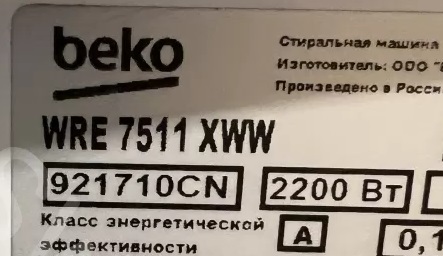 beko
Стиральная машина
Изготовитель: ООО "
Произведено в Росси
WRE 7511 XWW
921710CN 2200 Вт
Класс энергетической
эффективности A 0,1